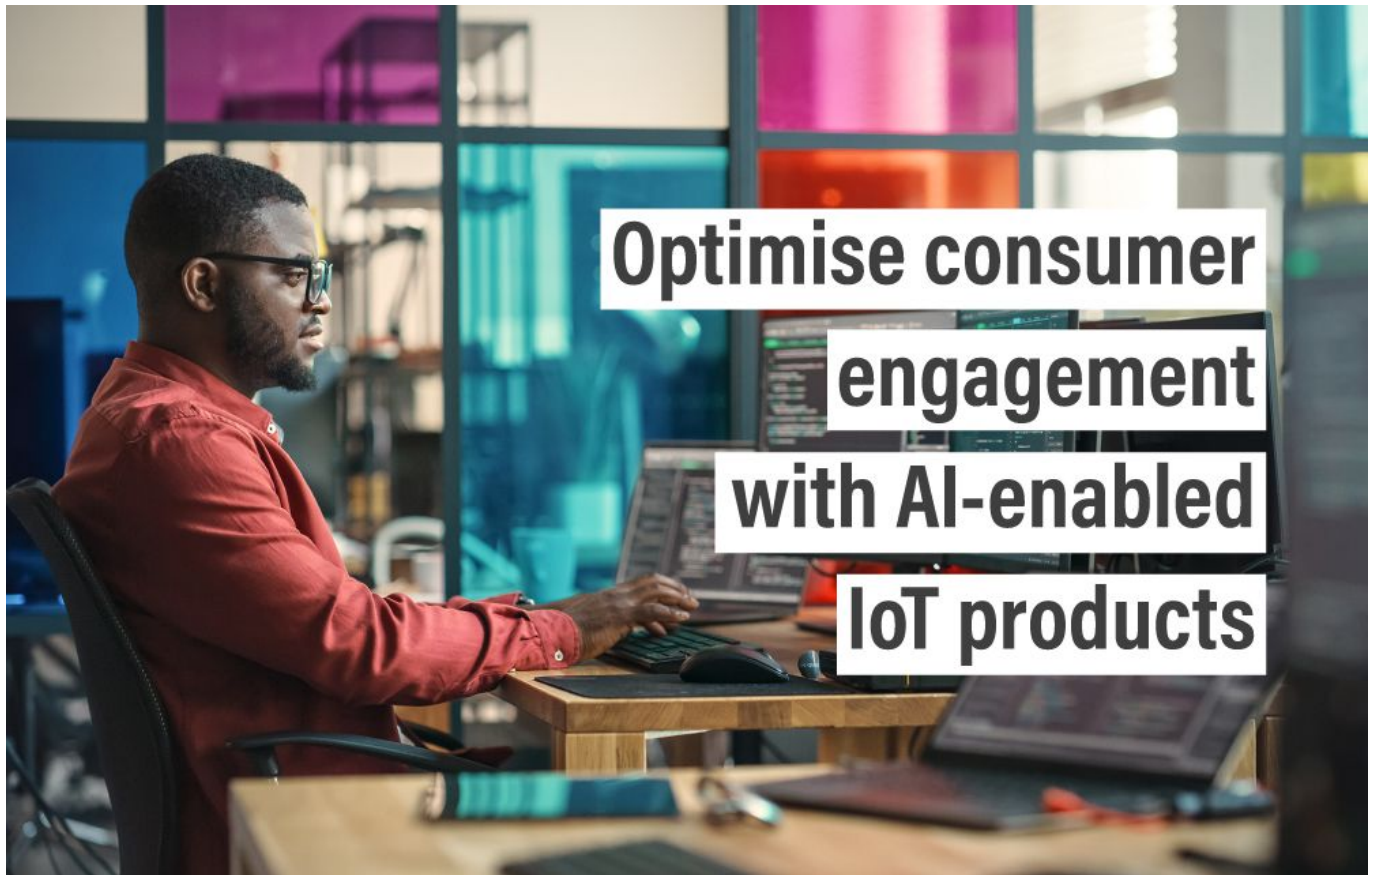 Optimise consumer
engagement
with AI-enabled
IoT products